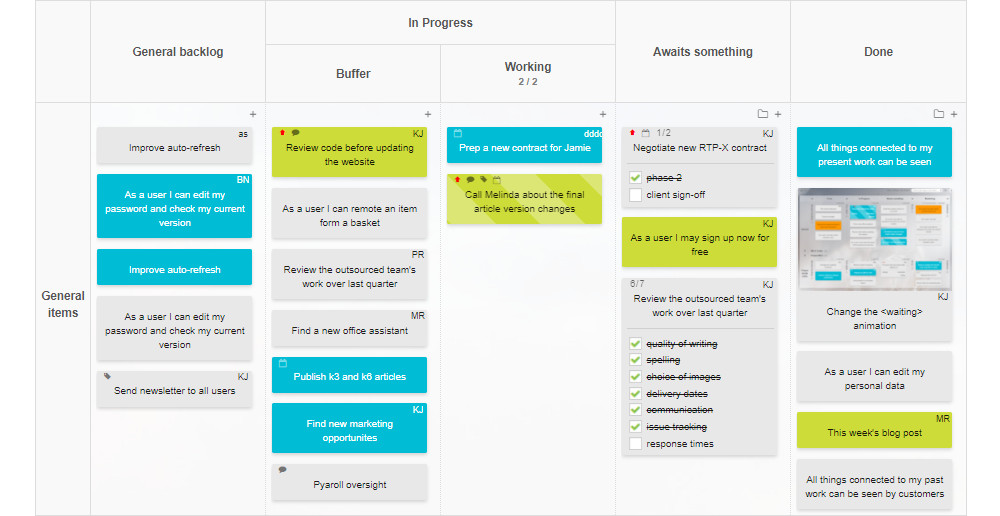 General backlog
In Progress
Buffer
Working
2 / 2
Awaits something
Done
General
items
+
as
Improve auto-refresh
BN
As a user I can edit my
password and check my current
version
Improve auto-refresh
As a user I can edit my
password and check my current
version
KJ
Send newsletter to all users
+
KJ
Review code before updating
the website
As a user I can remote an item
form a basket
PR
Review the outsourced team's
work over last quarter
MR
Find a new office assistant
Publish k3 and k6 articles
KJ
Find new marketing
opportunites
Pyaroll oversight
+
dddc
Prep a new contract for Jamie
Call Melinda about the final
article version changes
+
1/2 KJ
Negotiate new RTP-X contract
phase 2
client sign-off
KJ
As a user I may sign up now for
free
6/7 KJ
Review the outsourced team's
work over last quarter
quality of writing
spelling
choice of images
delivery dates
communication
issue tracking
response times
+
All things connected to my
present work can be seen
KJ
Change the <waiting>
animation
As a user I can edit my
personal data
MR
This week's blog post
All things connected to my past
work can be seen by customers